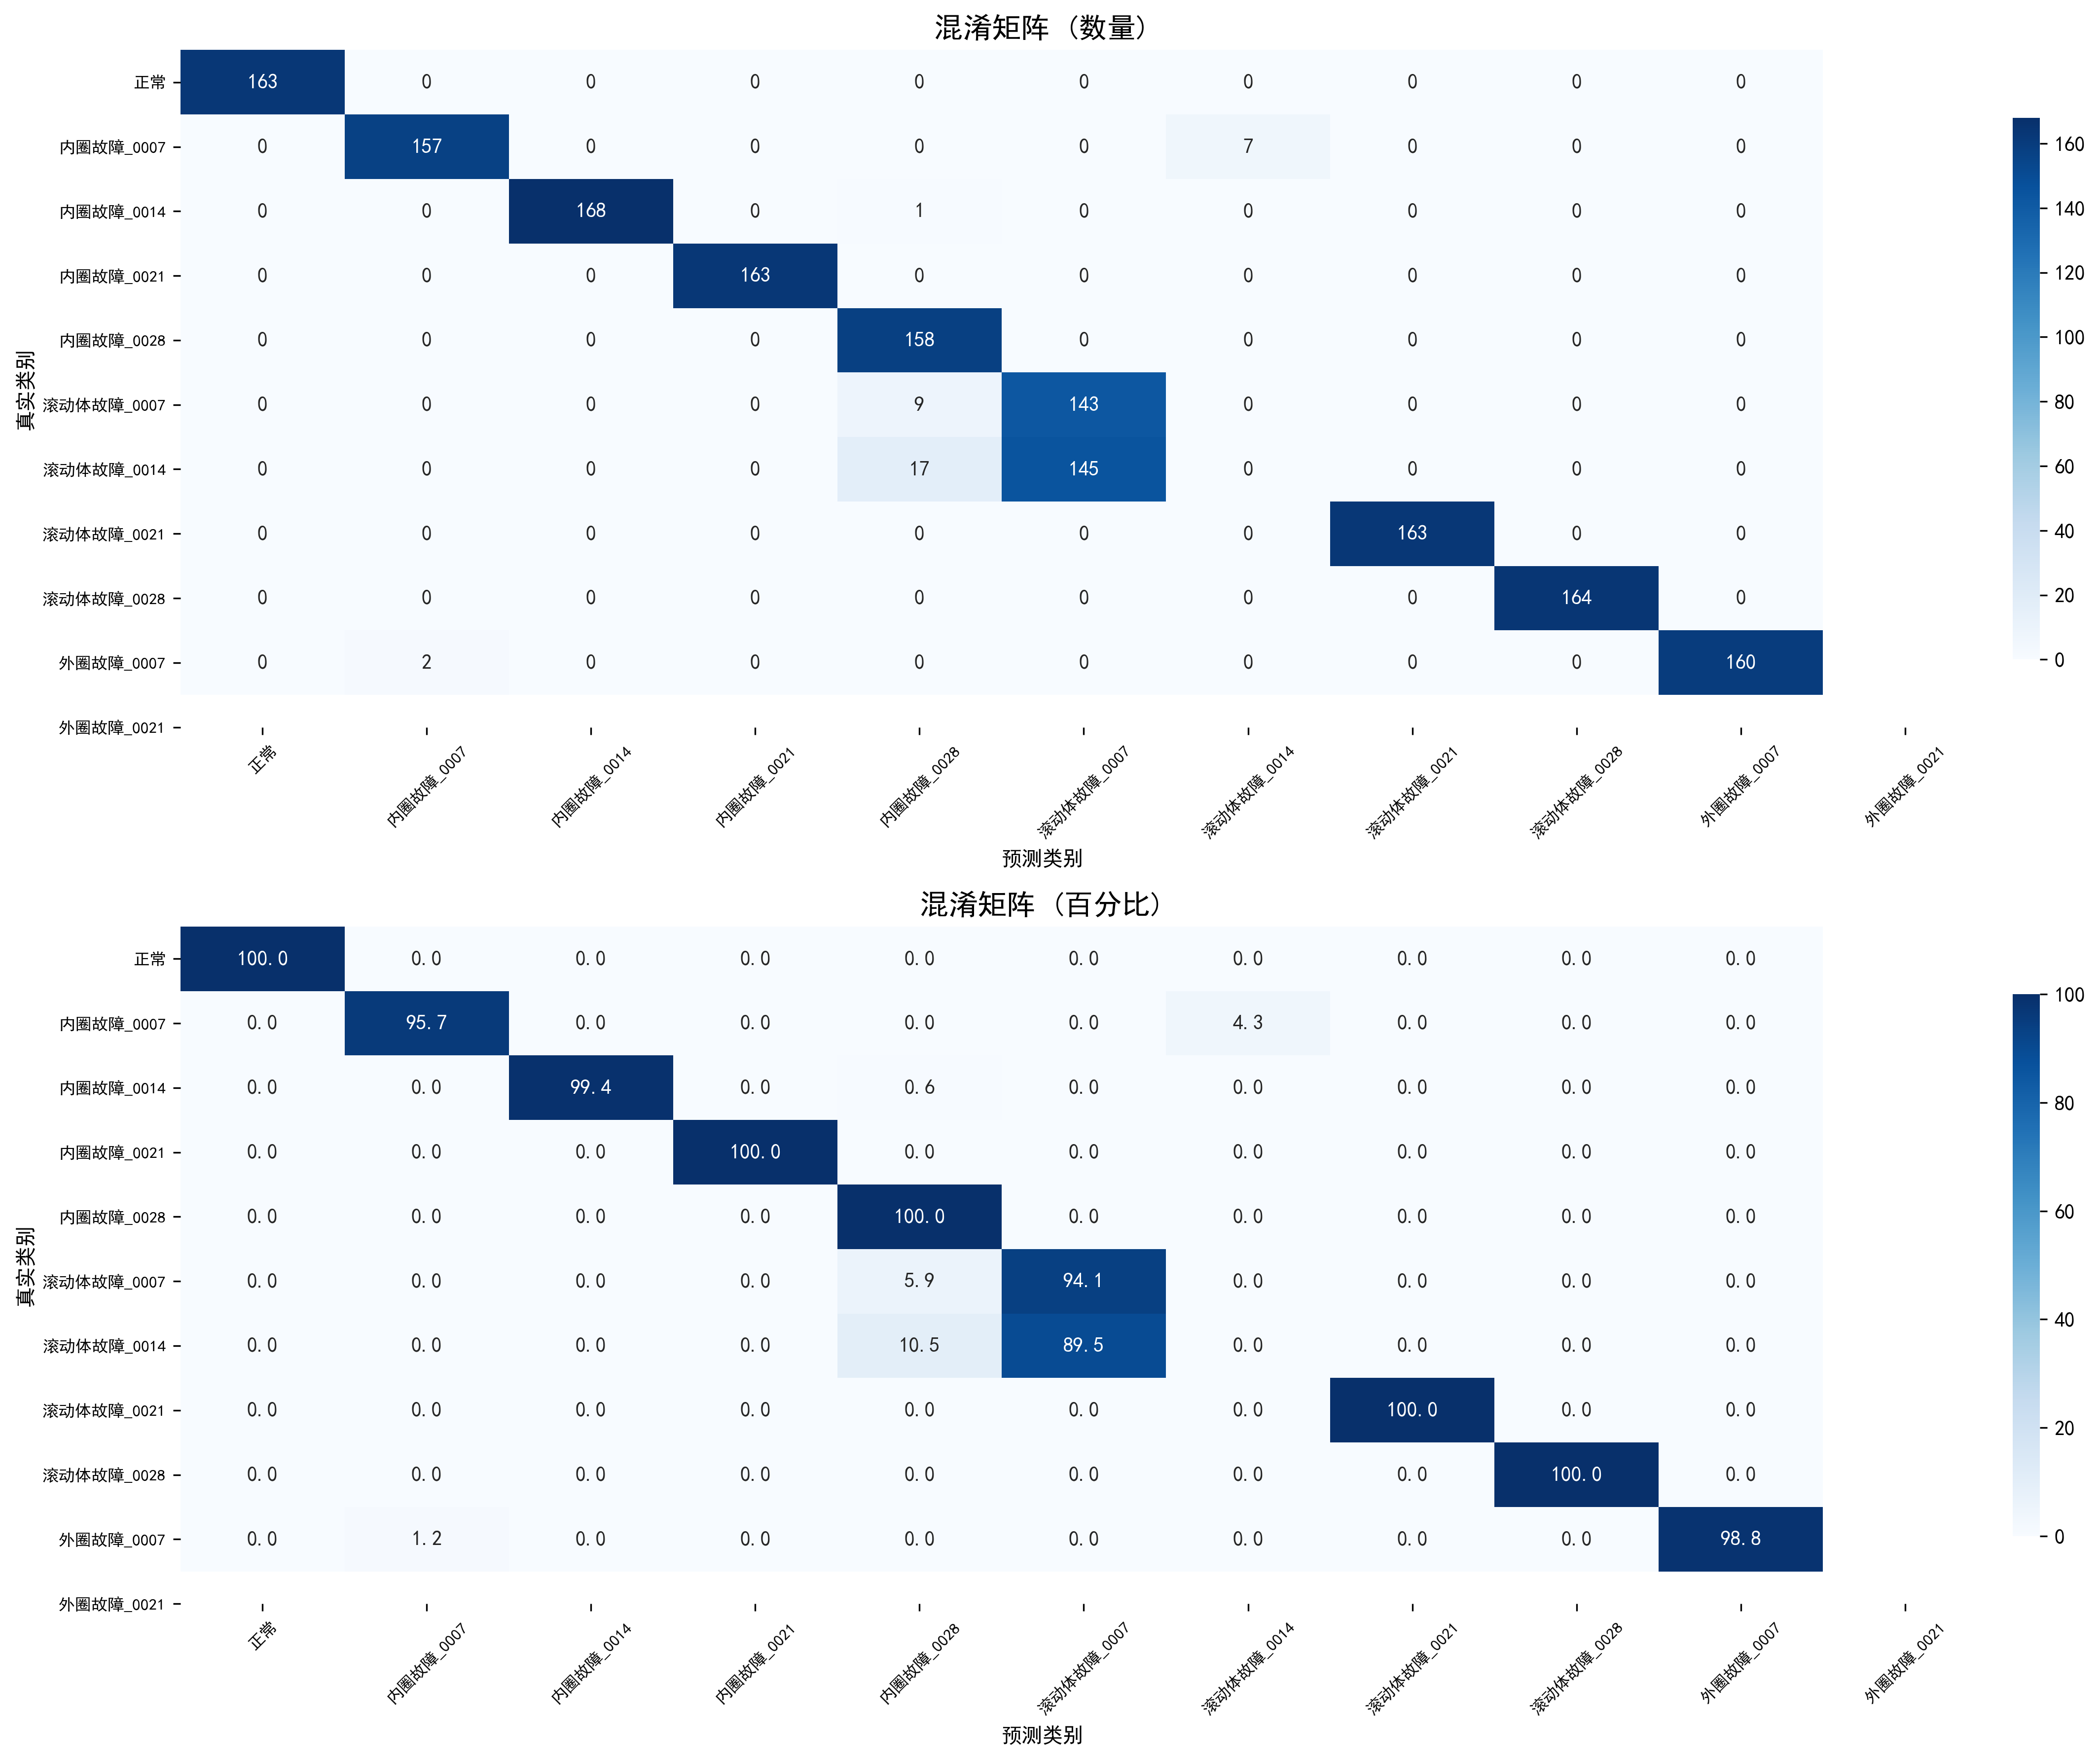 混淆矩阵 (数量)
正常 163 0 0 0 0 0 0 0 0 0
内圈故障_0007 0 157 0 0 0 0 7 0 0 0
内圈故障_0014 0 0 168 0 1 0 0 0 0 0
内圈故障_0021 0 0 0 163 0 0 0 0 0 0
内圈故障_0028 0 0 0 0 158 0 0 0 0 0
滚动体故障_0007 0 0 0 0 9 143 0 0 0 0
滚动体故障_0014 0 0 0 0 17 145 0 0 0 0
滚动体故障_0021 0 0 0 0 0 0 0 163 0 0
滚动体故障_0028 0 0 0 0 0 0 0 0 164 0
外圈故障_0007 0 2 0 0 0 0 0 0 0 160
外圈故障_0021
真实类别
正常 内圈故障_0007 内圈故障_0014 内圈故障_0021 内圈故障_0028 滚动体故障_0007 滚动体故障_0014 滚动体故障_0021 滚动体故障_0028 外圈故障_0007 外圈故障_0021
预测类别
160
140
120
100
80
60
40
20
0
混淆矩阵 (百分比)
正常 100.0 0.0 0.0 0.0 0.0 0.0 0.0 0.0 0.0 0.0
内圈故障_0007 0.0 95.7 0.0 0.0 0.0 0.0 4.3 0.0 0.0 0.0
内圈故障_0014 0.0 0.0 99.4 0.0 0.6 0.0 0.0 0.0 0.0 0.0
内圈故障_0021 0.0 0.0 0.0 100.0 0.0 0.0 0.0 0.0 0.0 0.0
内圈故障_0028 0.0 0.0 0.0 0.0 100.0 0.0 0.0 0.0 0.0 0.0
滚动体故障_0007 0.0 0.0 0.0 0.0 5.9 94.1 0.0 0.0 0.0 0.0
滚动体故障_0014 0.0 0.0 0.0 0.0 10.5 89.5 0.0 0.0 0.0 0.0
滚动体故障_0021 0.0 0.0 0.0 0.0 0.0 0.0 0.0 100.0 0.0 0.0
滚动体故障_0028 0.0 0.0 0.0 0.0 0.0 0.0 0.0 0.0 100.0 0.0
外圈故障_0007 0.0 1.2 0.0 0.0 0.0 0.0 0.0 0.0 0.0 98.8
外圈故障_0021
真实类别
正常 内圈故障_0007 内圈故障_0014 内圈故障_0021 内圈故障_0028 滚动体故障_0007 滚动体故障_0014 滚动体故障_0021 滚动体故障_0028 外圈故障_0007 外圈故障_0021
预测类别
100
80
60
40
20
0